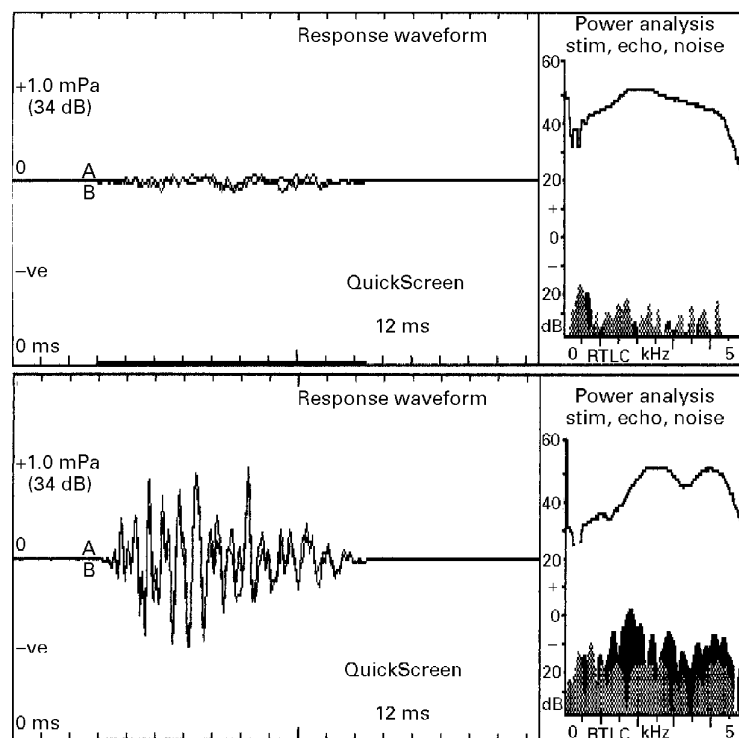 Response waveform
+1.0 mPa
(34 dB)
0
A
B
–ve
QuickScreen
12 ms
0 ms
Power analysis
stim, echo, noise
60
40
20
+
0
–
20
dB
0 RTLC kHz 5
Response waveform
+1.0 mPa
(34 dB)
0
A
B
–ve
QuickScreen
12 ms
0 ms
Power analysis
stim, echo, noise
60
40
20
+
0
–
20
dB
0 RTLC kHz 5